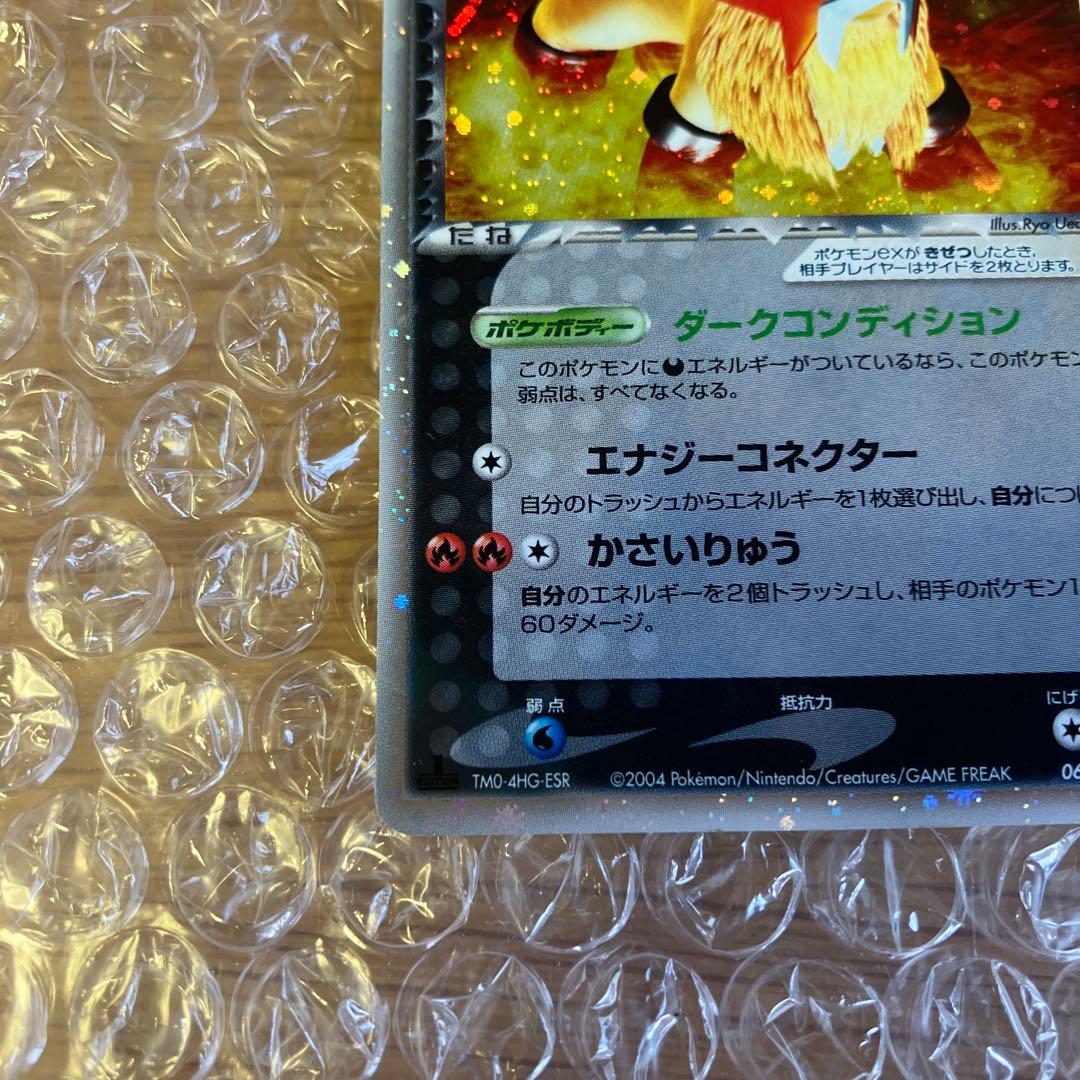 たね
Illus.Ryo Ued
ポケモンexが きぜつしたとき、
相手プレイヤーはサイドを2枚とります。
ポケボディー ダークコンディション
このポケモンにエネルギーがついているなら、このポケモン
弱点は、すべてなくなる。
エナジーコネクター
自分のトラッシュからエネルギーを1枚選び出し、自分につけ
かさいりゅう
自分のエネルギーを2個トラッシュし、相手のポケモン1
60ダメージ。
弱点 抵抗力 にげ
1 EDITION TM0-4HG-ESR ©2004 Pokémon/Nintendo/Creatures/GAME FREAK 06